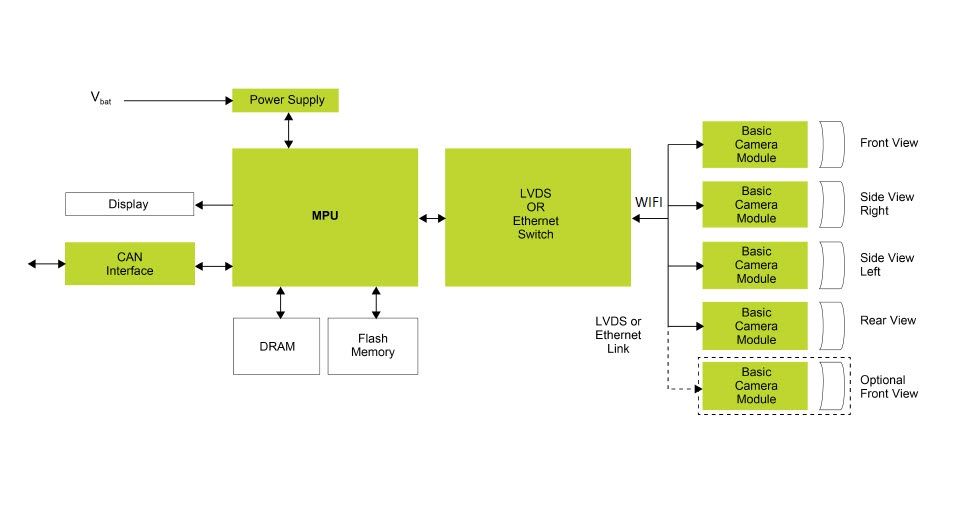 Vbat
Power Supply
MPU
Display
CAN
Interface
DRAM
Flash
Memory
LVDS
OR
Ethernet
Switch
WIFI
LVDS or
Ethernet
Link
Basic
Camera
Module
Front View
Basic
Camera
Module
Side View
Right
Basic
Camera
Module
Side View
Left
Basic
Camera
Module
Rear View
Basic
Camera
Module
Optional
Front View